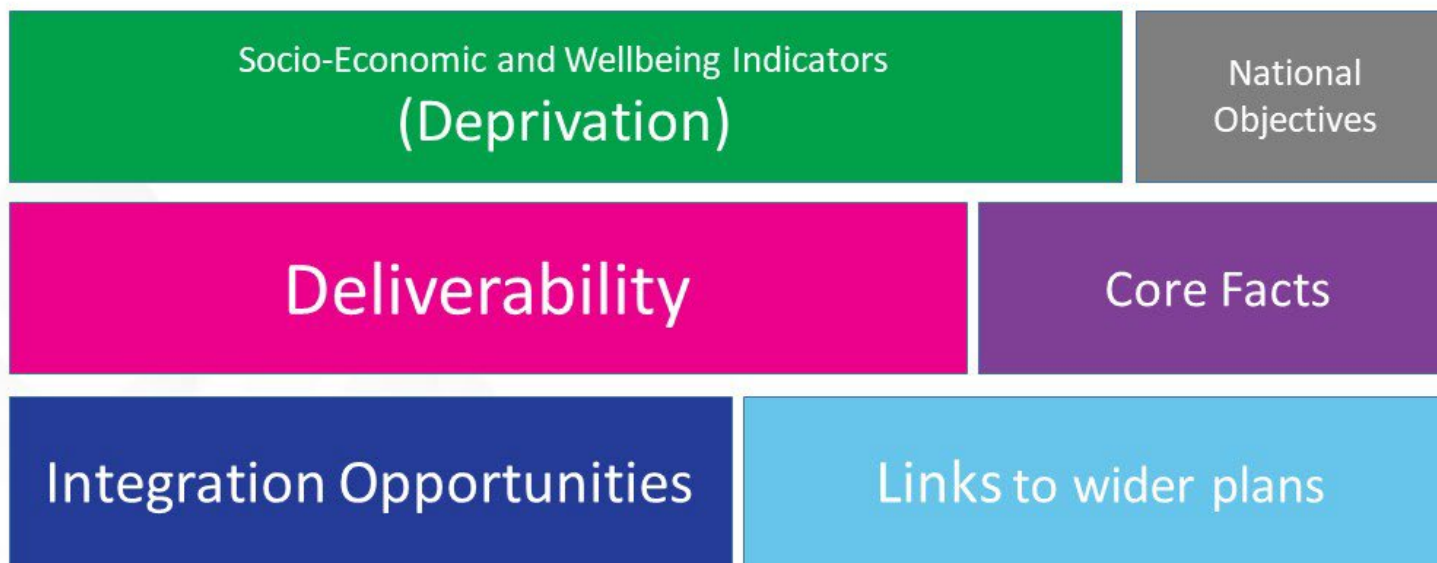 Socio-Economic and Wellbeing Indicators
(Deprivation)
National
Objectives
Deliverability
Core Facts
Integration Opportunities
Links to wider plans